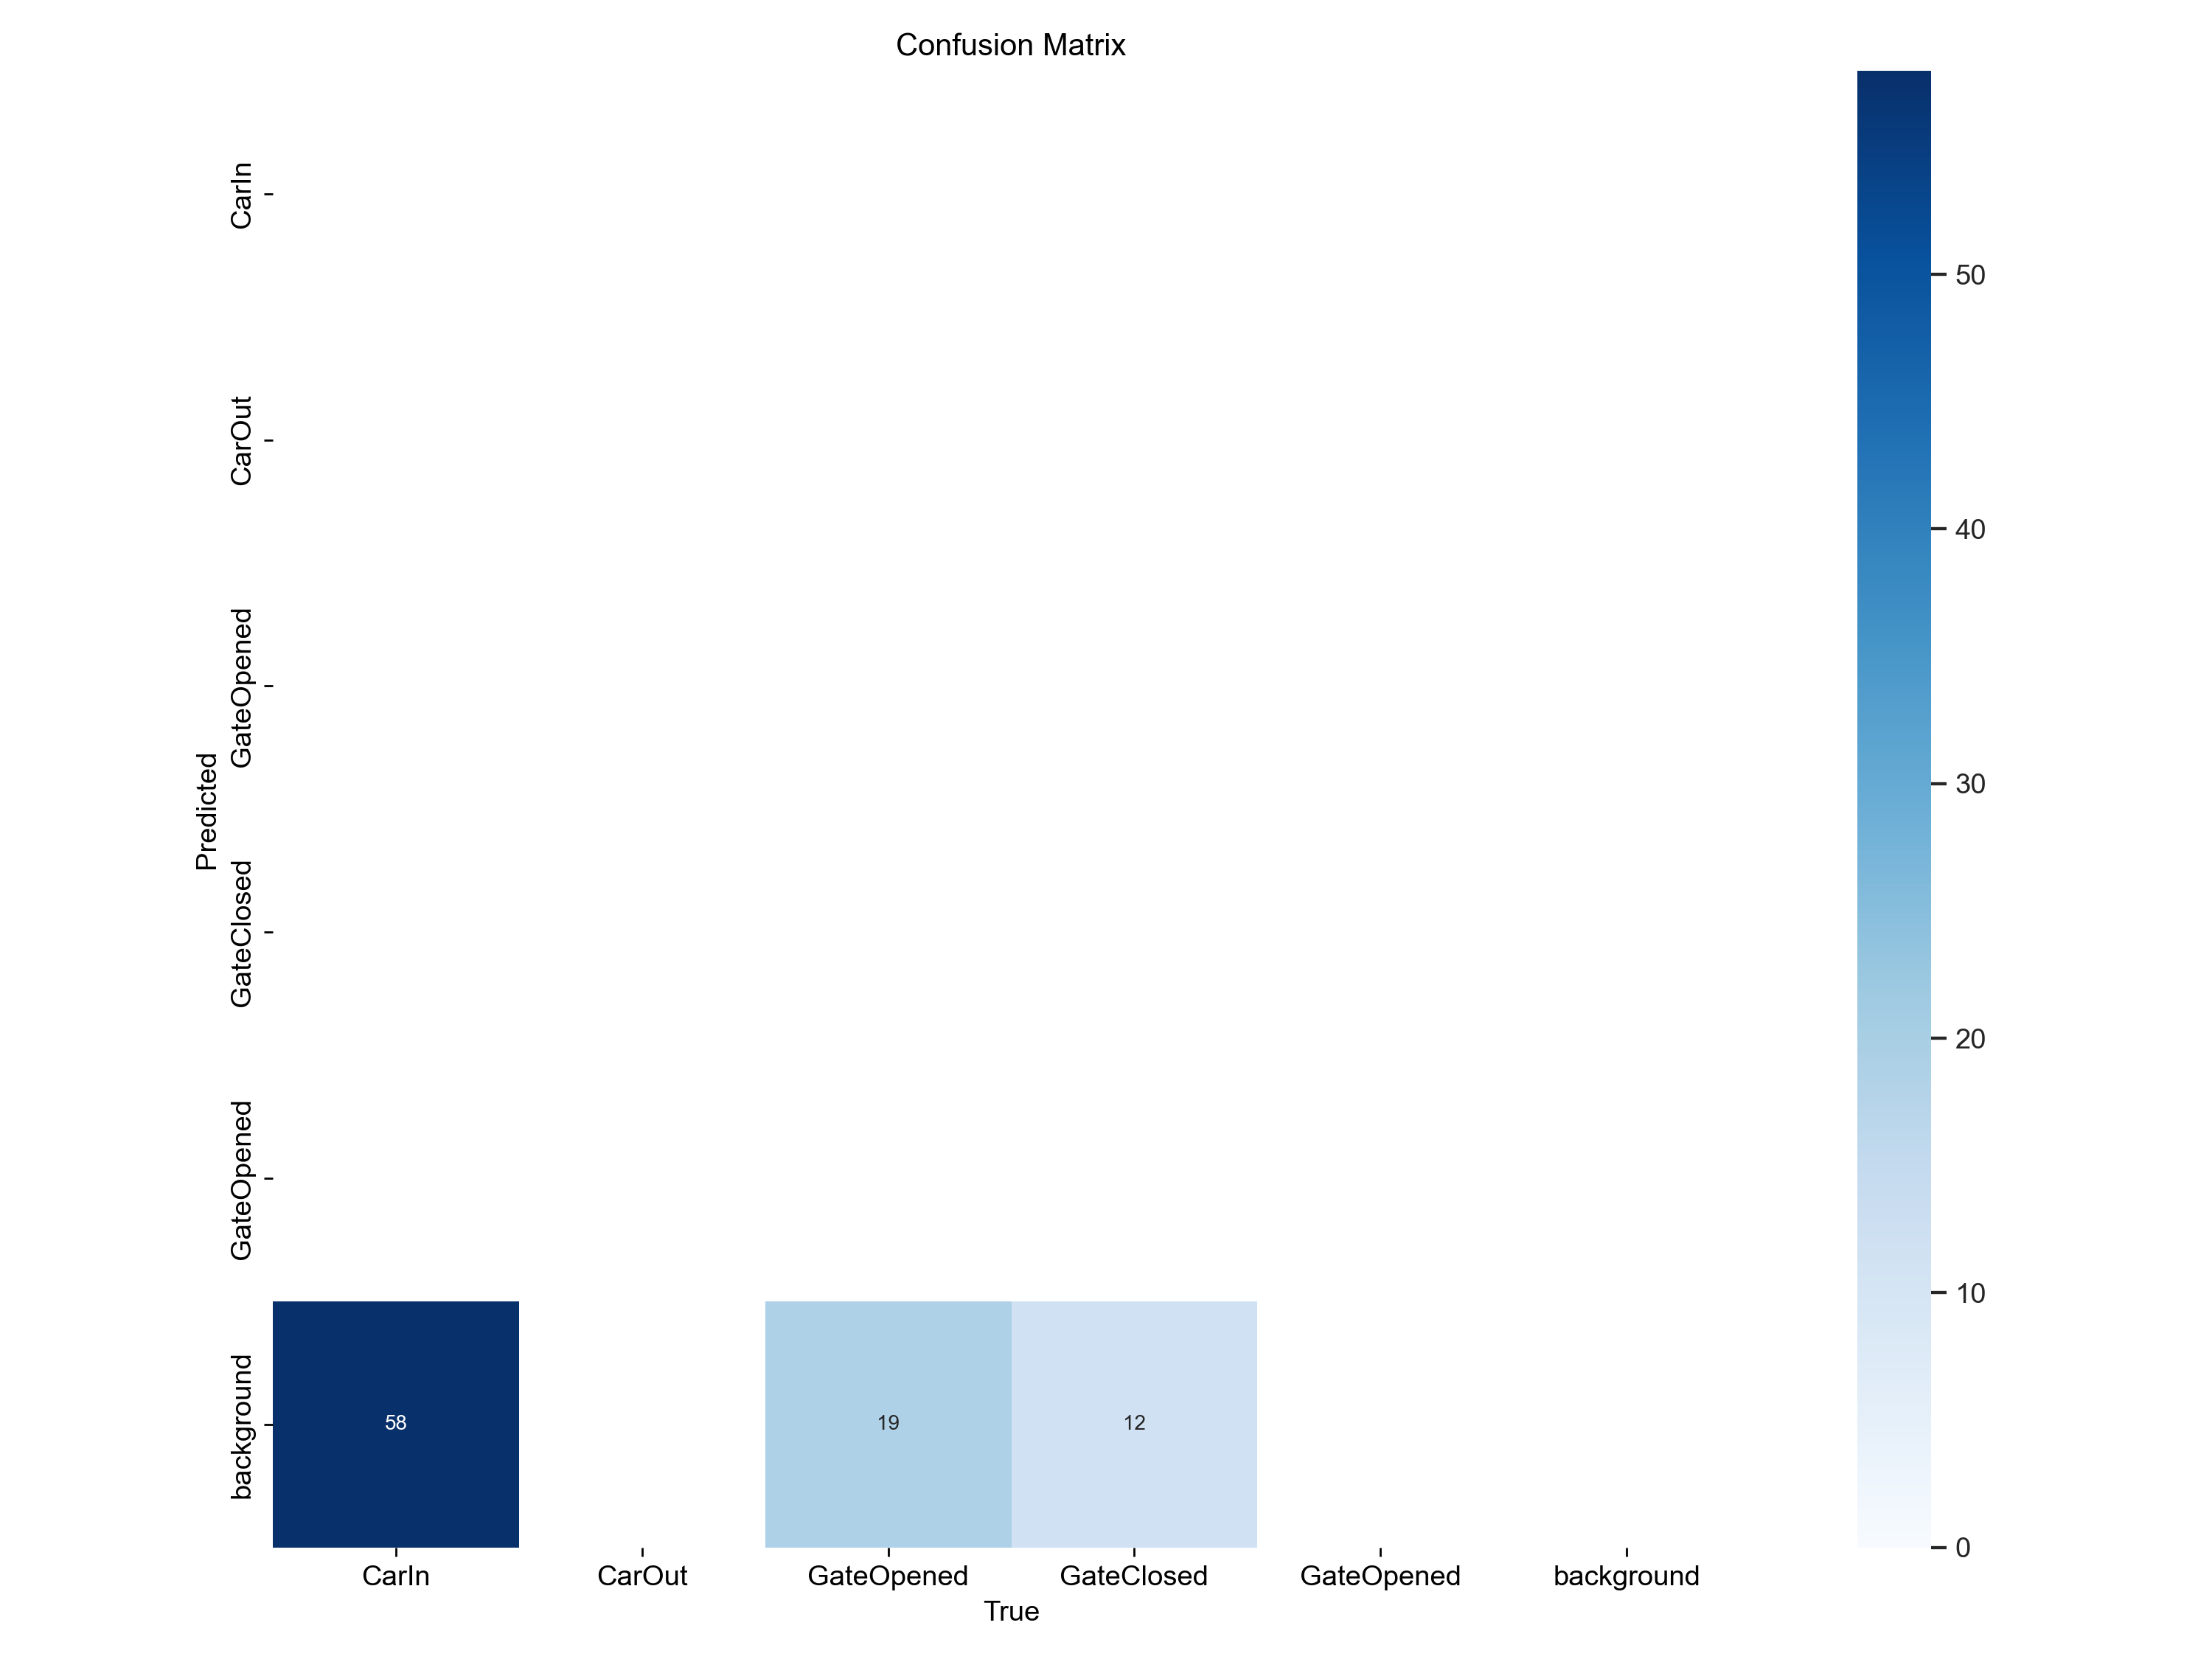 Confusion Matrix
CarIn
CarOut
GateOpened
GateClosed
GateOpened
background
Predicted
58
19
12
CarIn
CarOut
GateOpened
GateClosed
GateOpened
background
True
50
40
30
20
10
0